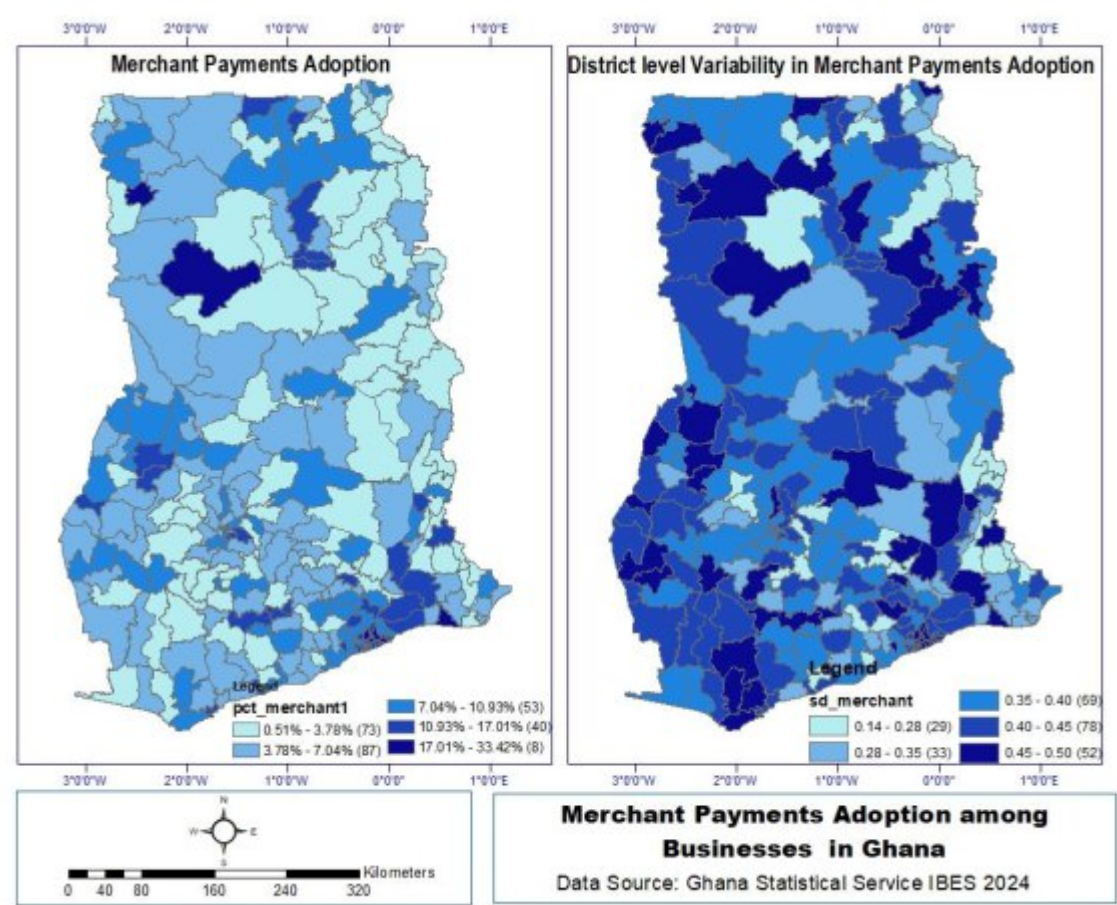 3°0'0"W 2°0'0"W 1°0'0"W 0°0'0" 1°0'0"E
3°0'0"W 2°0'0"W 1°0'0"W 0°0'0" 1°0'0"E
Merchant Payments Adoption
District level Variability in Merchant Payments Adoption
Legend
pct_merchant1
0.51% - 3.78% (73)
3.78% - 7.04% (87)
7.04% - 10.93% (53)
10.93% - 17.01% (40)
17.01% - 33.42% (8)
Legend
sd_merchant
0.14 - 0.28 (29)
0.28 - 0.35 (33)
0.35 - 0.40 (69)
0.40 - 0.45 (78)
0.45 - 0.50 (52)
3°0'0"W 2°0'0"W 1°0'0"W 0°0'0" 1°0'0"E
3°0'0"W 2°0'0"W 1°0'0"W 0°0'0" 1°0'0"E
N
W E
S
Kilometers
0 40 80 160 240 320
Merchant Payments Adoption among
Businesses in Ghana
Data Source: Ghana Statistical Service IBES 2024